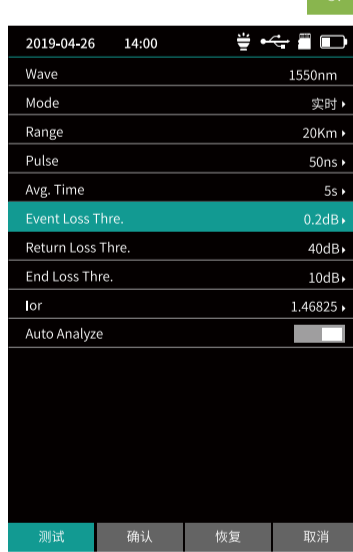 2019-04-26 14:00
Wave 1550nm
Mode 实时
Range 20Km
Pulse 50ns
Avg. Time 5s
Event Loss Thre. 0.2dB
Return Loss Thre. 40dB
End Loss Thre. 10dB
Ior 1.46825
Auto Analyze
测试 确认 恢复 取消